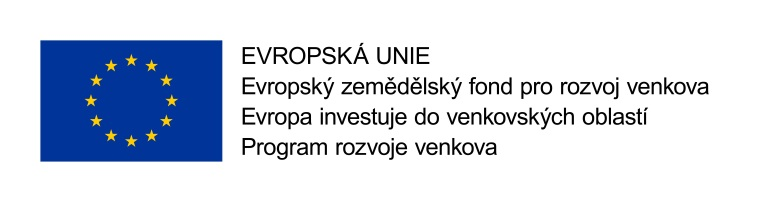 EVROPSKÁ UNIE
Evropský zemědělský fond pro rozvoj venkova
Evropa investuje do venkovských oblastí
Program rozvoje venkova